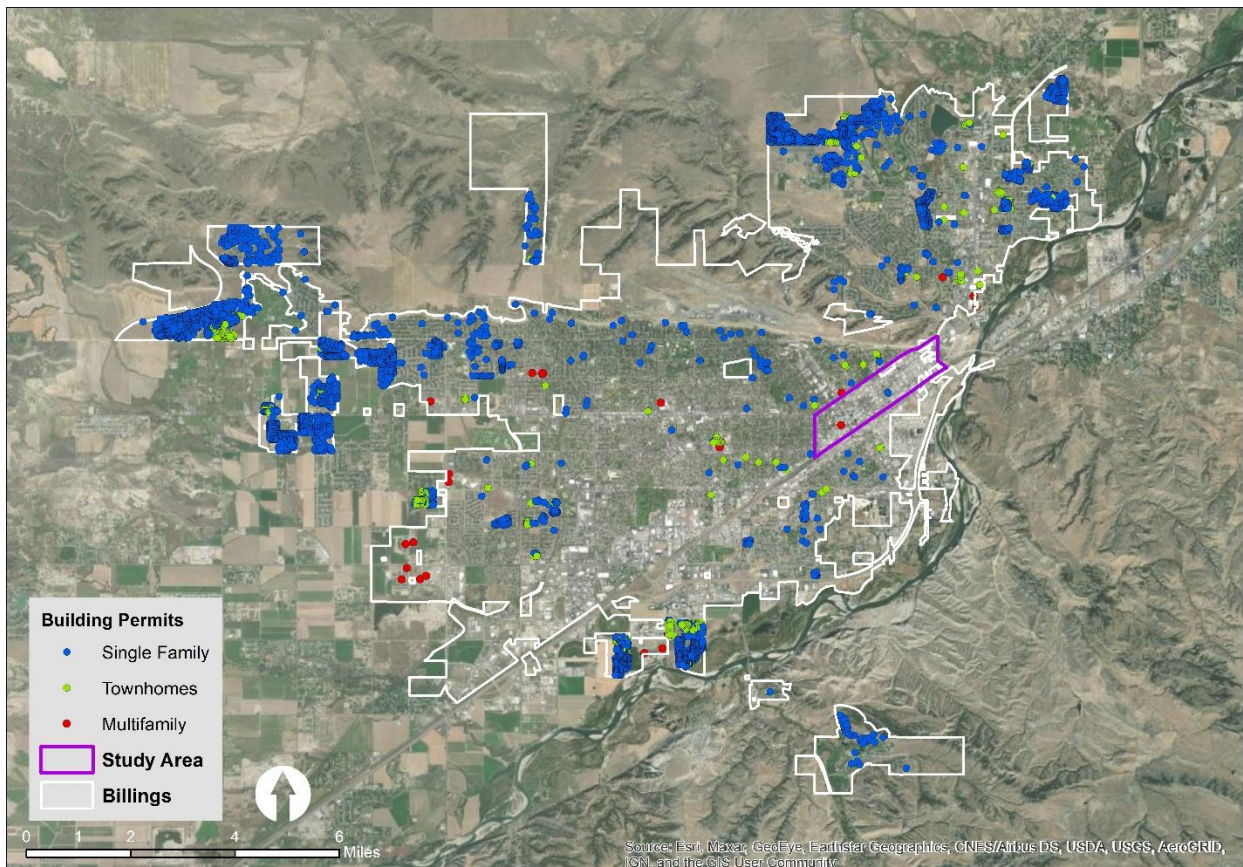 Building Permits
Single Family
Townhomes
Multifamily
Study Area
Billings
0 2 4 6
Miles
Source: Esri, Maxar, GeoEye, Earthstar Geographics, CNES/Airbus DS, USDA, USGS, AeroGRID,
IGN, and the GIS User Community